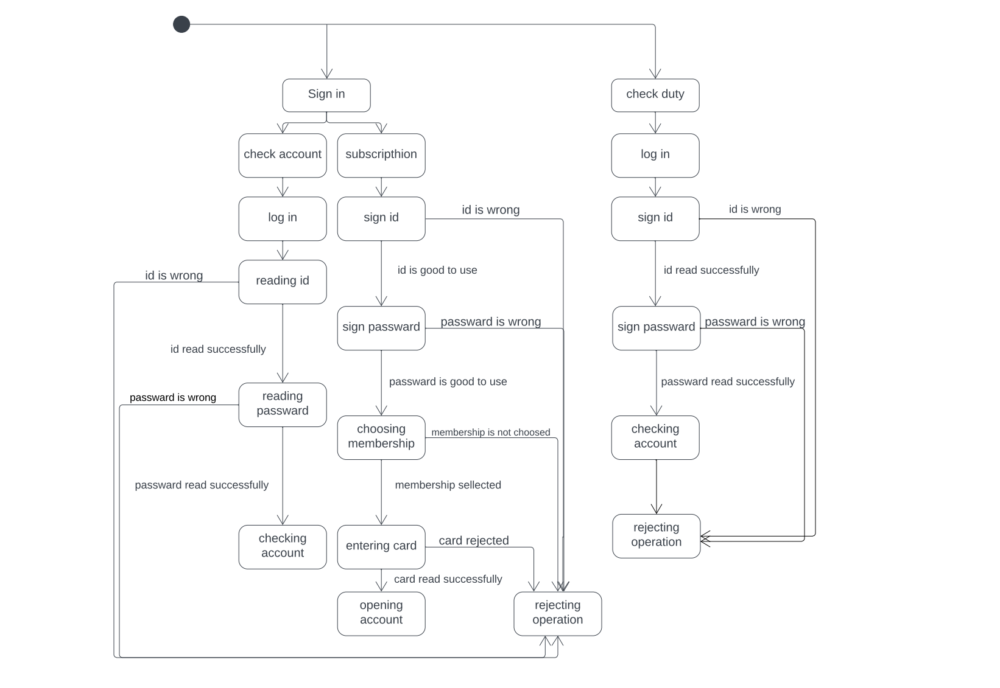 Sign in
check duty
check account
subscripthion
log in
log in
sign id
id is wrong
sign id
id is wrong
id is wrong
reading id
id is good to use
id read successfully
sign passward
passward is wrong
sign passward
passward is wrong
id read successfully
passward is good to use
passward read successfully
passward is wrong
reading
passward
choosing
membership
membership is not choosed
checking
account
passward read successfully
membership sellected
checking
account
entering card
card rejected
rejecting
operation
card read successfully
opening
account
rejecting
operation